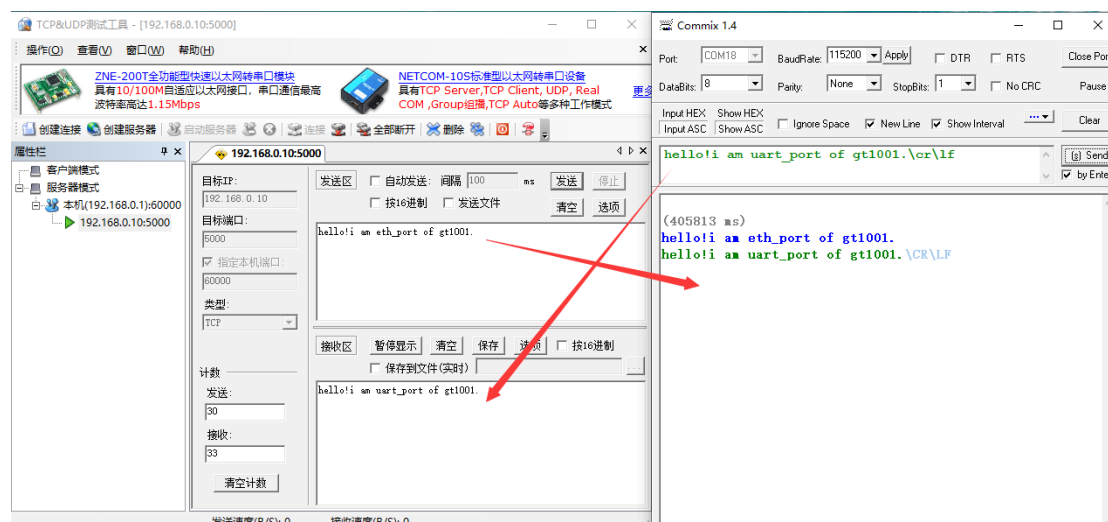 TCP&UDP测试工具 - [192.168.0.10:5000]
操作(O) 查看(V) 窗口(W) 帮助(H)
ZNE-200T全功能型快速以太网转串口模块
具有10/100M自适应以太网接口，串口通信最高
波特率高达1.15Mbps
NETCOM-10S标准型以太网转串口设备
具有TCP Server,TCP Client, UDP, Real
COM ,Group组播,TCP Auto等多种工作模式
创建连接 创建服务器 启动服务器 连接 全部断开 删除
属性栏
客户端模式
服务器模式
本机(192.168.0.1):60000
192.168.0.10:5000
192.168.0.10:5000
目标IP:
192.168.0.10
目标端口:
5000
指定本机端口:
60000
类型:
TCP
计数
发送:
30
接收:
33
清空计数
发送区 自动发送: 间隔 100 ms 发送 停止
按16进制 发送文件 清空 选项
hello!i am eth_port of gt1001.
接收区 暂停显示 清空 保存 选项 按16进制
保存到文件(实时) ...
hello!i am uart_port of gt1001.
发送速度(B/S): 0 接收速度(B/S): 0
Commix 1.4
Port: COM18 BaudRate: 115200 Apply DTR RTS Close Por
DataBits: 8 Parity: None StopBits: 1 No CRC Pause
Input HEX Show HEX
Input ASC Show ASC Ignore Space New Line Show Interval ... Clear
hello!i am uart_port of gt1001.\cr\lf
(s) Send
by Ente
(405813 ms)
hello!i am eth_port of gt1001.
hello!i am uart_port of gt1001.\CR\LF